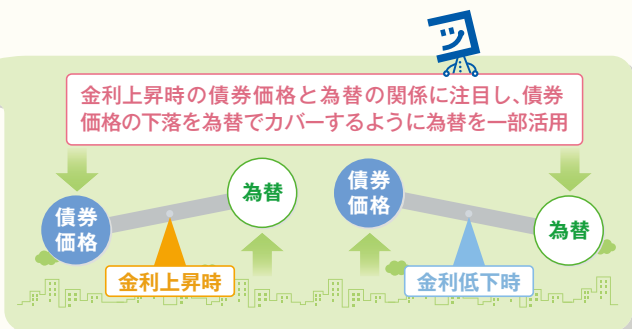 ツ
金利上昇時の債券価格と為替の関係に注目し、債券
価格の下落を為替でカバーするように為替を一部活用
債券
価格
為替
金利上昇時
債券
価格
為替
金利低下時